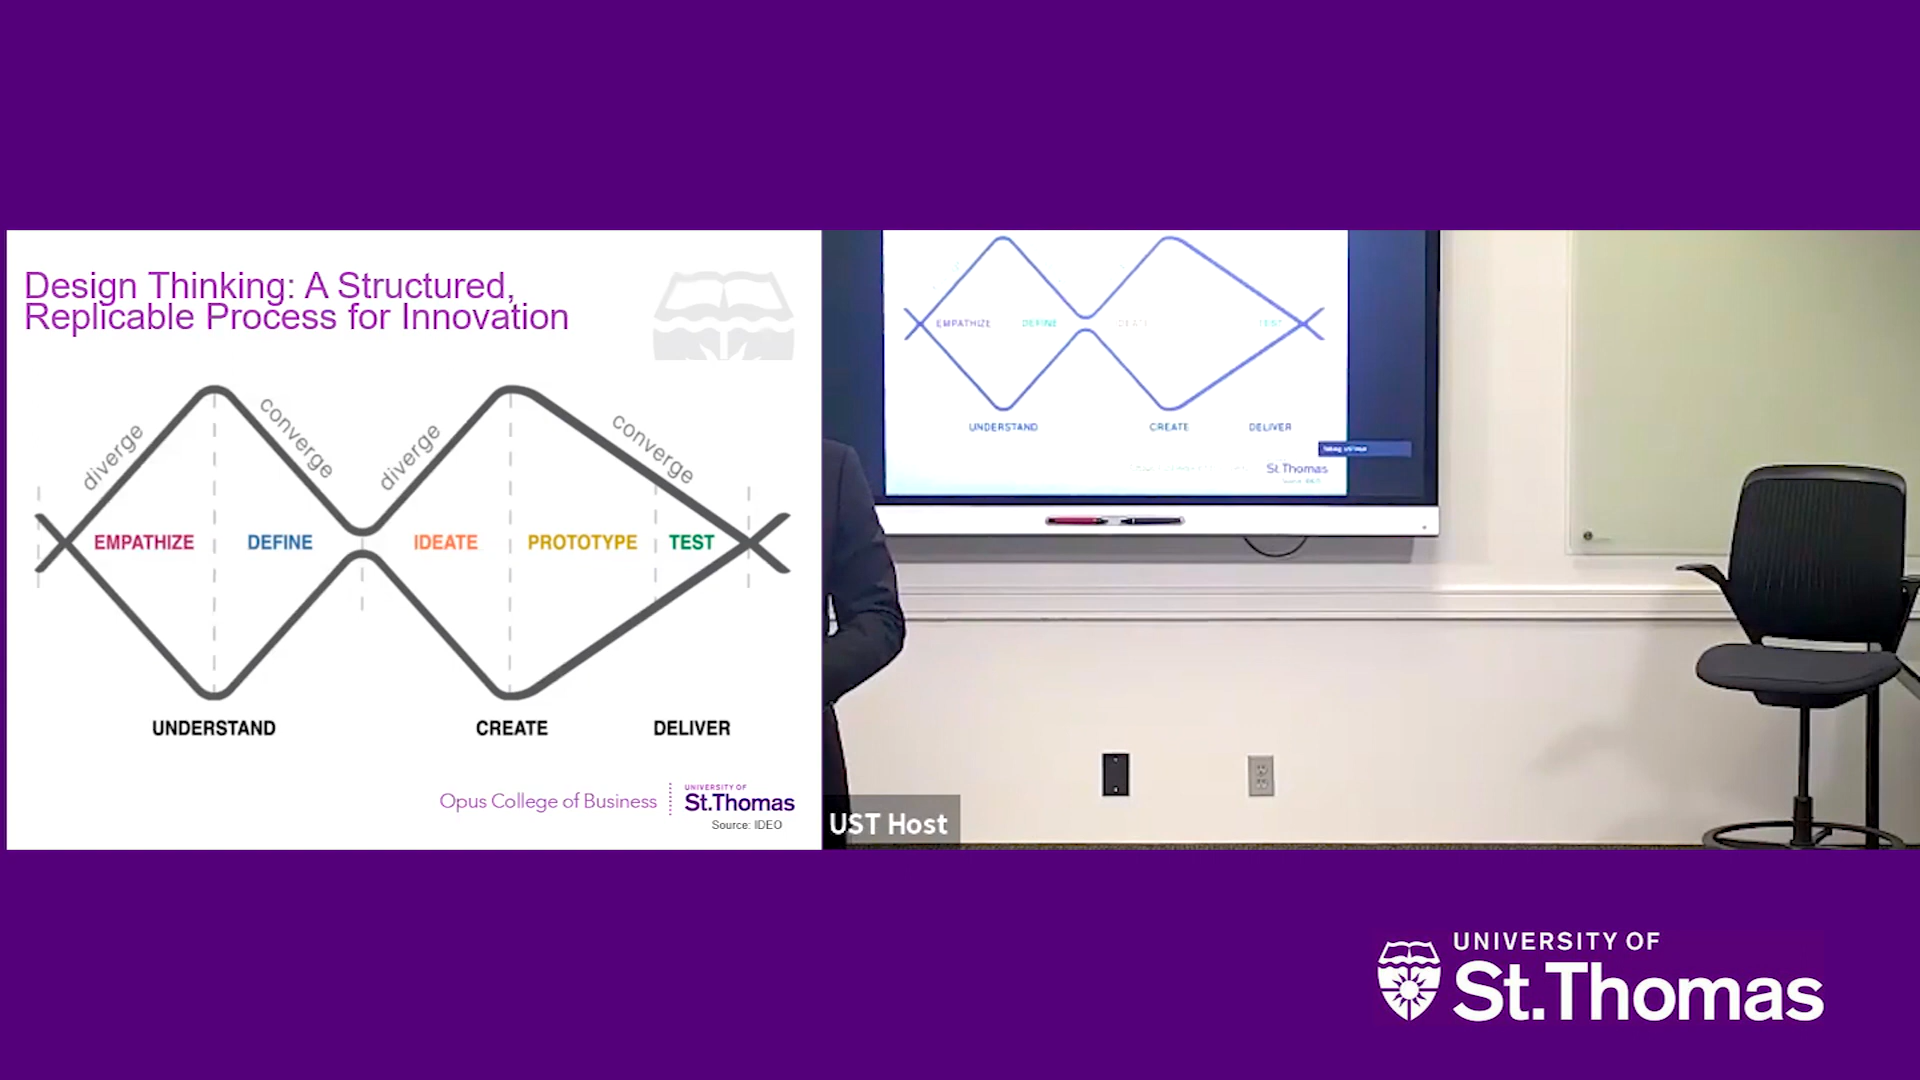 Design Thinking: A Structured,
Replicable Process for Innovation
diverge
converge
diverge
converge
EMPATHIZE
DEFINE
IDEATE
PROTOTYPE
TEST
UNDERSTAND
CREATE
DELIVER
Opus College of Business
UNIVERSITY OF
St.Thomas
Source: IDEO
EMPATHIZE
DEFINE
IDEATE
TEST
UNDERSTAND
CREATE
DELIVER
St.Thomas
UST Host
UNIVERSITY OF
St.Thomas